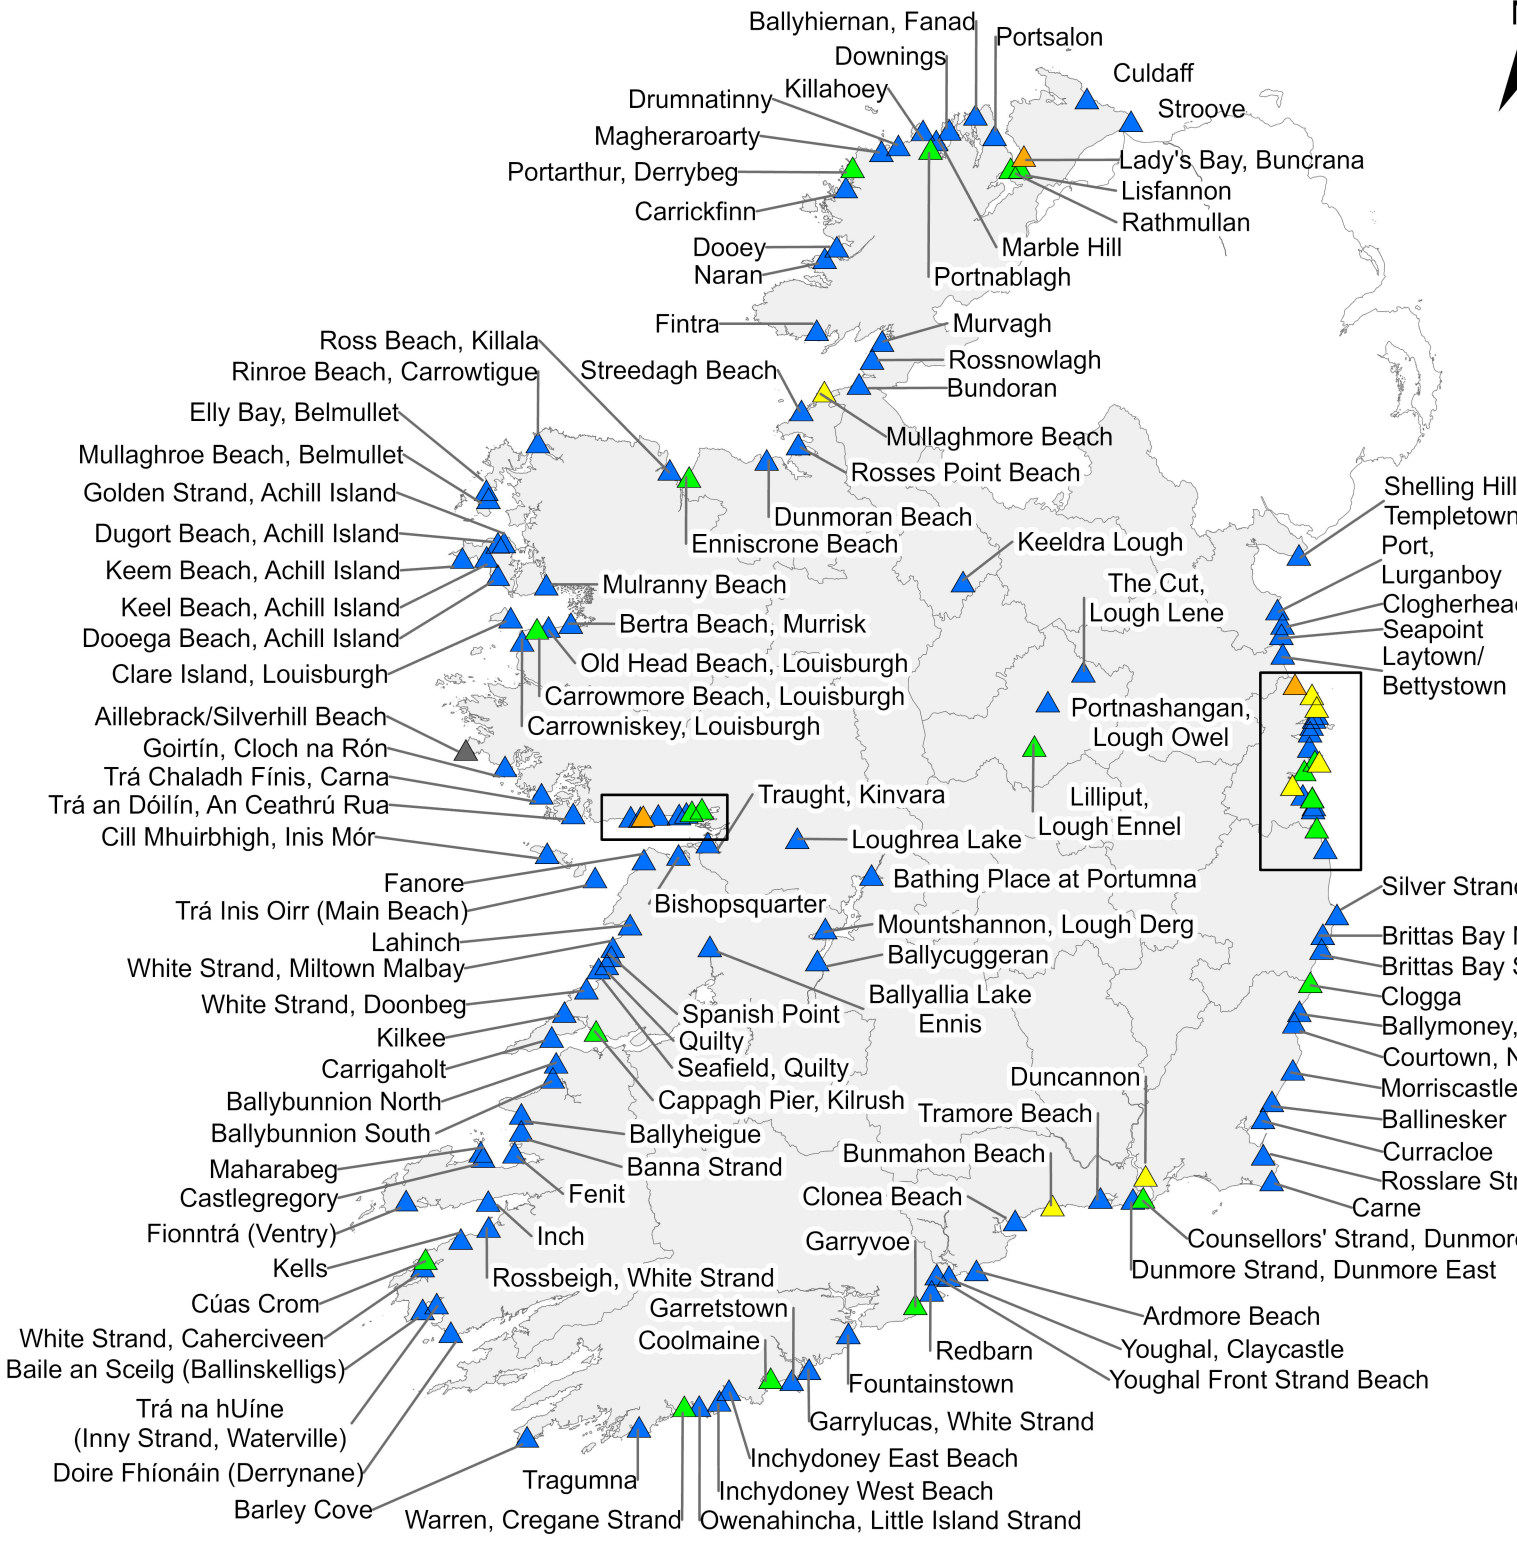 Ballyhiernan, Fanad
Portsalon
Downings
Culdaff
Killahoey
Drumnatinny
Stroove
Magheraroarty
Lady's Bay, Buncrana
Portarthur, Derrybeg
Lisfannon
Carrickfinn
Rathmullan
Dooey
Marble Hill
Naran
Portnablagh
Fintra
Murvagh
Ross Beach, Killala
Rossnowlagh
Rinroe Beach, Carrowtigue
Streedagh Beach
Bundoran
Elly Bay, Belmullet
Mullaghmore Beach
Mullaghroe Beach, Belmullet
Rosses Point Beach
Golden Strand, Achill Island
Shelling Hill
Templetown
Dunmoran Beach
Dugort Beach, Achill Island
Enniscrone Beach
Keeldra Lough
Port,
Lurganboy
Keem Beach, Achill Island
Mulranny Beach
The Cut,
Lough Lene
Keel Beach, Achill Island
Clogherhead
Bertra Beach, Murrisk
Seapoint
Dooega Beach, Achill Island
Laytown/
Bettystown
Old Head Beach, Louisburgh
Clare Island, Louisburgh
Carrowmore Beach, Louisburgh
Portnashangan,
Lough Owel
Aillebrack/Silverhill Beach
Carrowniskey, Louisburgh
Goirtín, Cloch na Rón
Trá Chaladh Fínis, Carna
Traught, Kinvara
Lilliput,
Lough Ennel
Trá an Dóilín, An Ceathrú Rua
Cill Mhuirbhigh, Inis Mór
Loughrea Lake
Fanore
Bathing Place at Portumna
Silver Strand
Trá Inis Oirr (Main Beach)
Bishopsquarter
Mountshannon, Lough Derg
Lahinch
Brittas Bay
Ballycuggeran
White Strand, Miltown Malbay
Brittas Bay
Ballyallia Lake
Ennis
Clogga
White Strand, Doonbeg
Spanish Point
Ballymoney,
Kilkee
Quilty
Courtown,
Carrigaholt
Seafield, Quilty
Duncannon
Morriscastle
Ballybunnion North
Cappagh Pier, Kilrush
Tramore Beach
Ballinesker
Ballybunnion South
Ballyheigue
Bunmahon Beach
Curracloe
Maharabeg
Banna Strand
Rosslare
Castlegregory
Fenit
Clonea Beach
Carne
Fionntrá (Ventry)
Inch
Garryvoe
Counsellors' Strand, Dunmore
Kells
Rossbeigh, White Strand
Dunmore Strand, Dunmore East
Cúas Crom
Garretstown
Ardmore Beach
White Strand, Caherciveen
Coolmaine
Redbarn
Youghal, Claycastle
Baile an Sceilg (Ballinskelligs)
Fountainstown
Youghal Front Strand Beach
Trá na hUíne
(Inny Strand, Waterville)
Garrylucas, White Strand
Doire Fhíonáin (Derrynane)
Inchydoney East Beach
Tragumna
Inchydoney West Beach
Barley Cove
Warren, Cregane Strand
Owenahincha, Little Island Strand